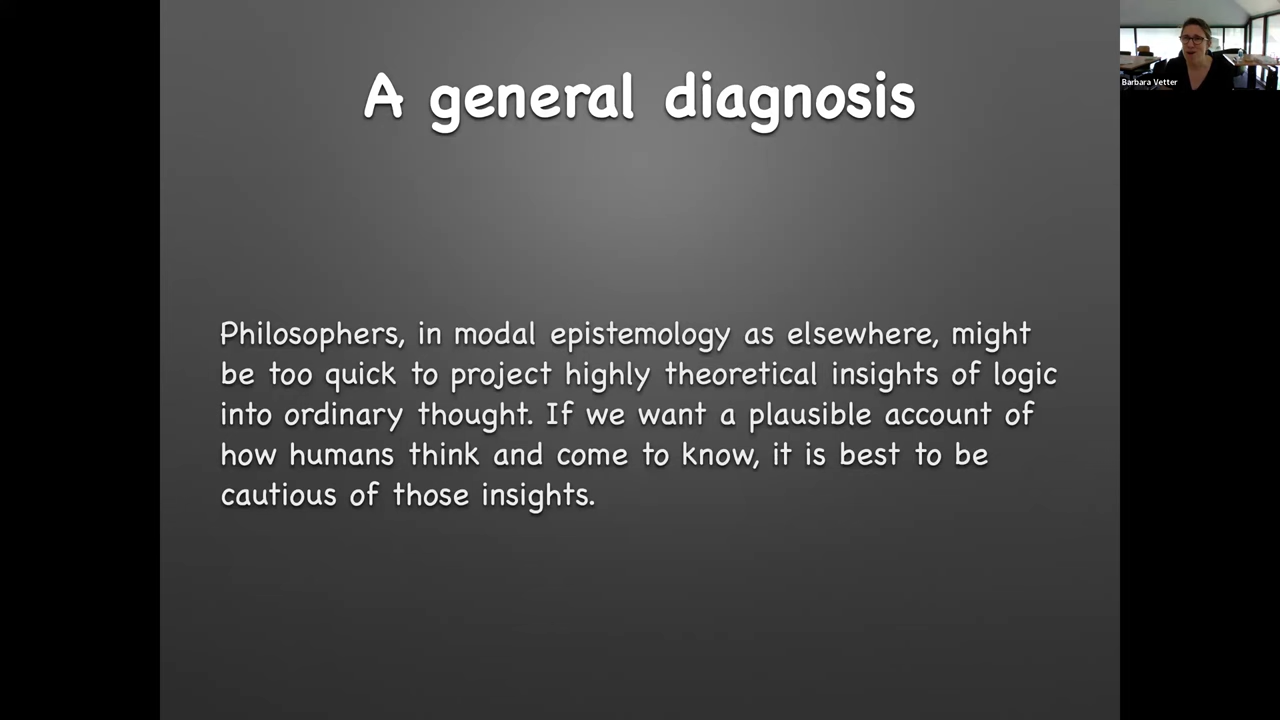 A general diagnosis
Barbara Vetter
Philosophers, in modal epistemology as elsewhere, might
be too quick to project highly theoretical insights of logic
into ordinary thought. If we want a plausible account of
how humans think and come to know, it is best to be
cautious of those insights.